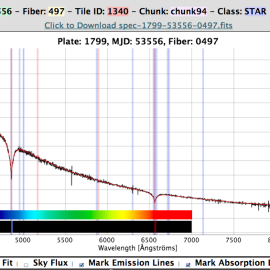 556 – Fiber: 497 – Tile ID: 1340 – Chunk: chunk94 – Class: STAR
Click to Download spec-1799-53556-0497.fits
Plate: 1799, MJD: 53556, Fiber: 0497
5000 5500 6000 6500 7000 7500 8
Wavelength [Ångströms]
Fit | Sky Flux | Mark Emission Lines | Mark Absorption